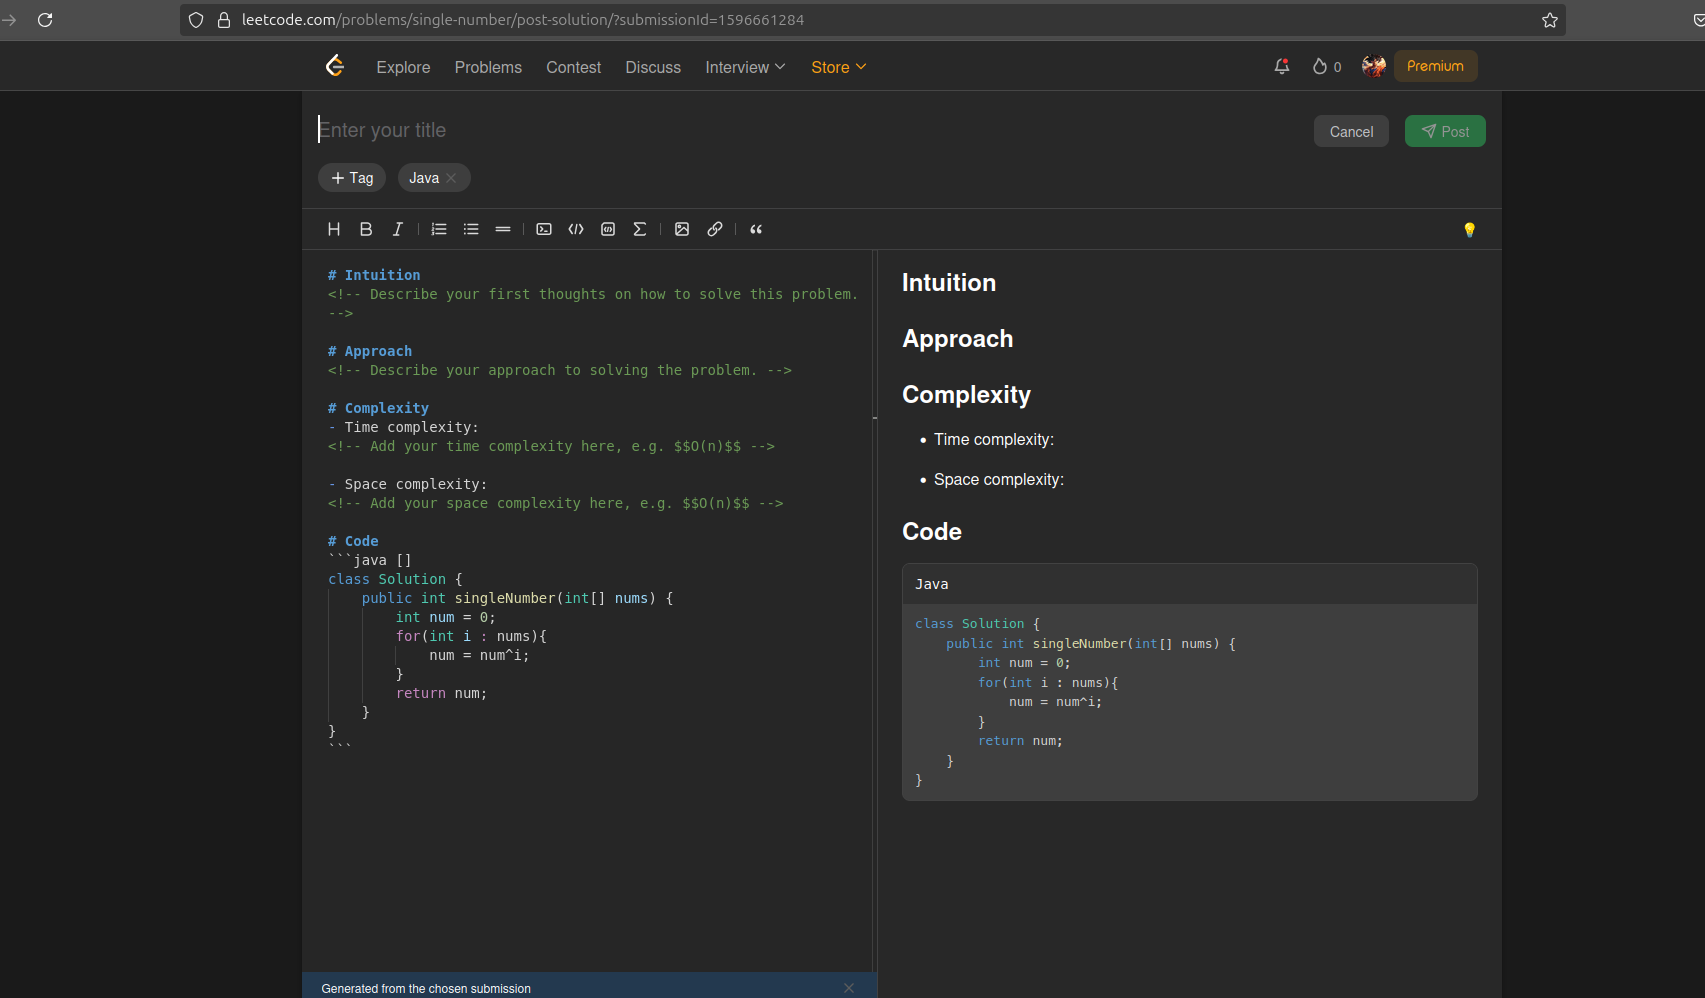 leetcode.com/problems/single-number/post-solution/?submissionId=1596661284
Explore Problems Contest Discuss Interview Store 0 Premium
Enter your title Cancel Post
+ Tag Java
H B I
# Intuition
<!-- Describe your first thoughts on how to solve this problem.
-->
# Approach
<!-- Describe your approach to solving the problem. -->
# Complexity
- Time complexity:
<!-- Add your time complexity here, e.g. $$O(n)$$ -->
- Space complexity:
<!-- Add your space complexity here, e.g. $$O(n)$$ -->
# Code
```java []
class Solution {
    public int singleNumber(int[] nums) {
        int num = 0;
        for(int i : nums){
            num = num^i;
        }
        return num;
    }
}
```
Generated from the chosen submission
Intuition
Approach
Complexity
• Time complexity:
• Space complexity:
Code
Java
class Solution {
    public int singleNumber(int[] nums) {
        int num = 0;
        for(int i : nums){
            num = num^i;
        }
        return num;
    }
}